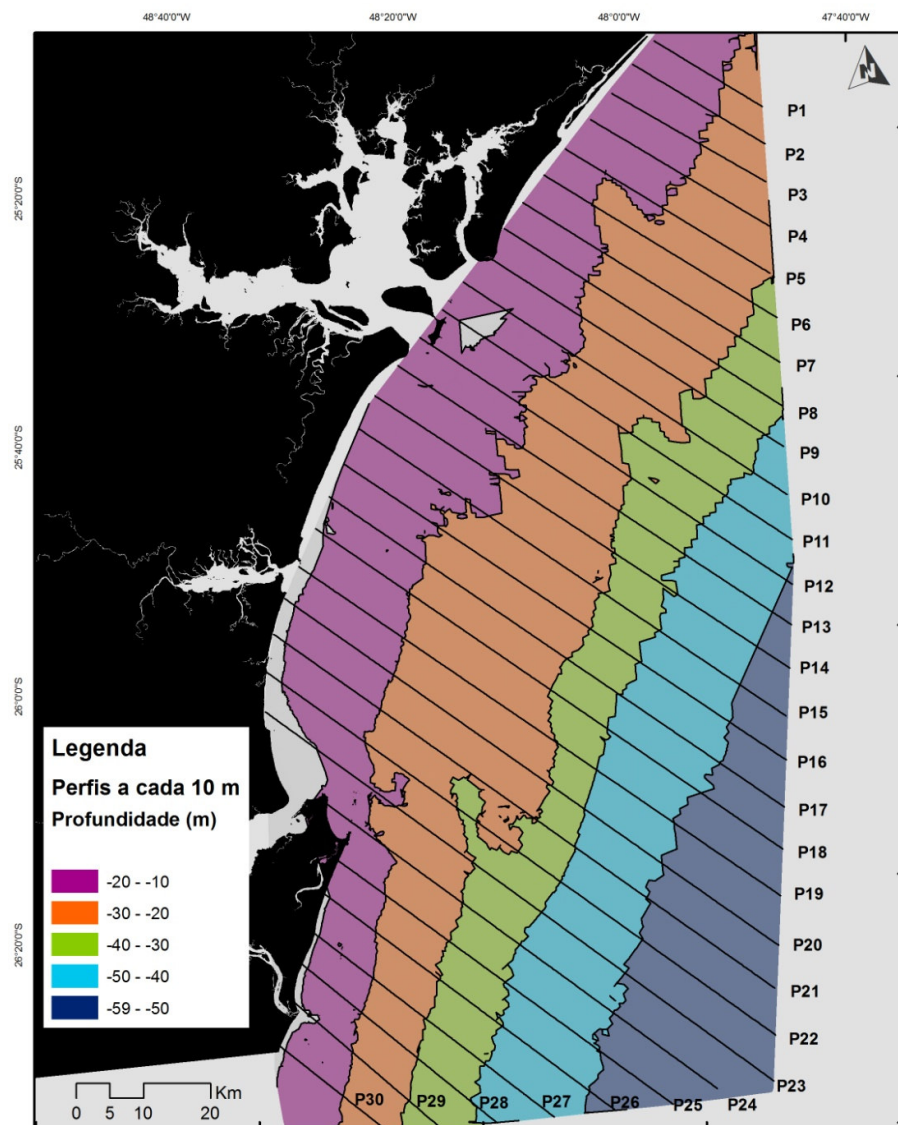 48°40'0"W
48°20'0"W
48°0'0"W
47°40'0"W
N
25°20'0"S
25°40'0"S
26°0'0"S
26°20'0"S
P1
P2
P3
P4
P5
P6
P7
P8
P9
P10
P11
P12
P13
P14
P15
P16
P17
P18
P19
P20
P21
P22
P23
P30
P29
P28
P27
P26
P25
P24
Legenda
Perfis a cada 10 m
Profundidade (m)
-20 - -10
-30 - -20
-40 - -30
-50 - -40
-59 - -50
Km
0 5 10 20